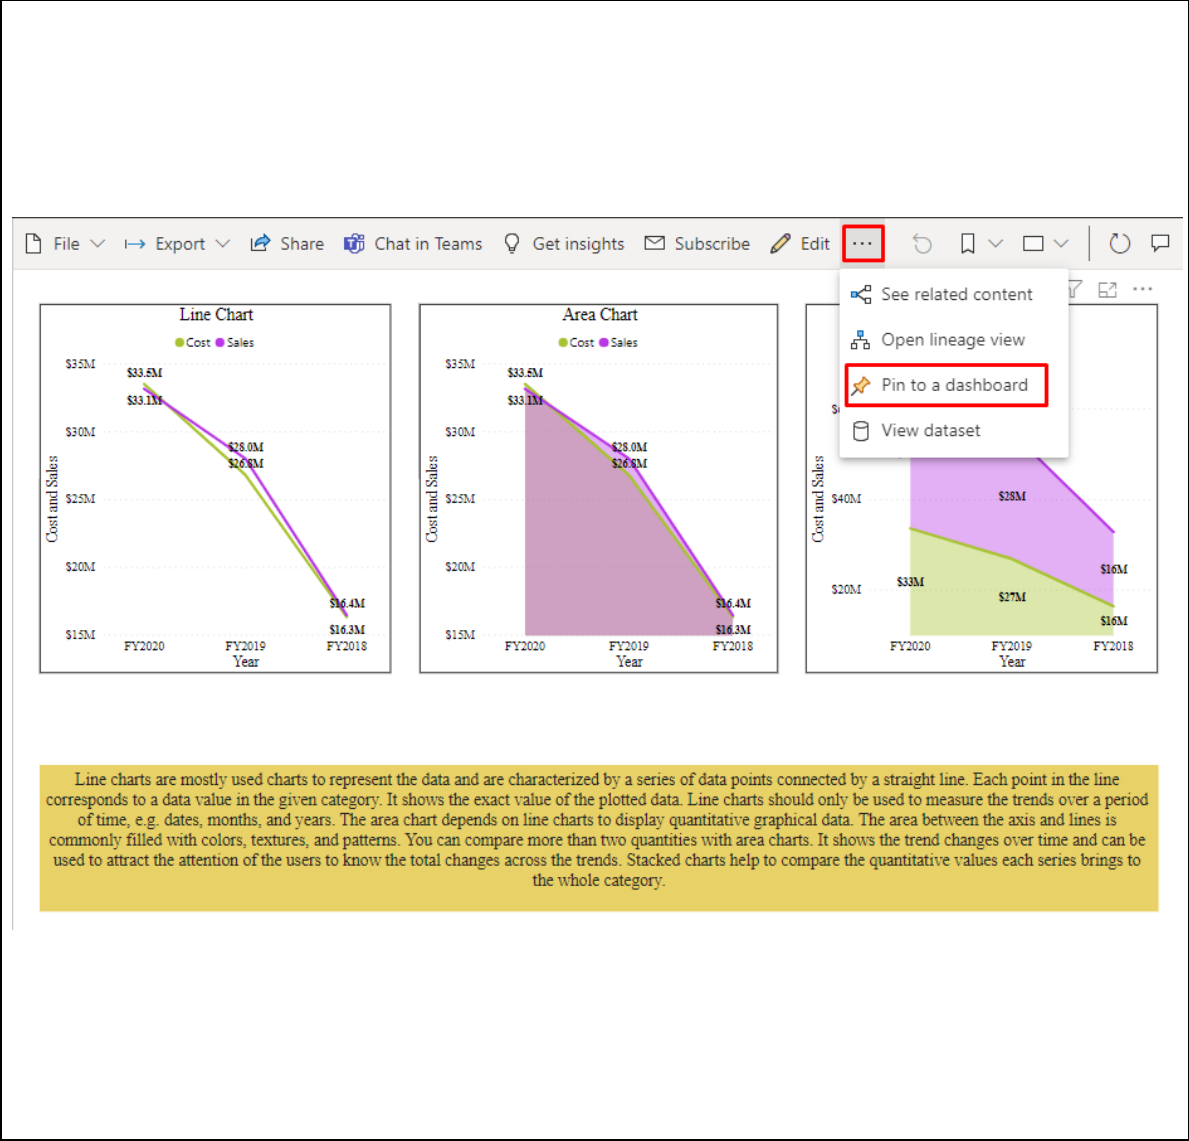 File Export Share Chat in Teams Get insights Subscribe Edit ...
See related content
Open lineage view
Pin to a dashboard
View dataset
Line Chart
Cost Sales
$35M
$33.5M
$33.1M
$30M
$28.0M
$26.8M
$25M
$20M
$16.4M
$16.3M
$15M
FY2020 FY2019 FY2018
Year
Cost and Sales
Area Chart
Cost Sales
$35M
$33.5M
$33.1M
$30M
$28.0M
$26.8M
$25M
$20M
$16.4M
$16.3M
$15M
FY2020 FY2019 FY2018
Year
Cost and Sales
$40M
$28M
$16M
$20M
$33M
$27M
$16M
FY2020 FY2019 FY2018
Year
Cost and Sales
Line charts are mostly used charts to represent the data and are characterized by a series of data points connected by a straight line. Each point in the line
corresponds to a data value in the given category. It shows the exact value of the plotted data. Line charts should only be used to measure the trends over a period
of time, e.g. dates, months, and years. The area chart depends on line charts to display quantitative graphical data. The area between the axis and lines is
commonly filled with colors, textures, and patterns. You can compare more than two quantities with area charts. It shows the trend changes over time and can be
used to attract the attention of the users to know the total changes across the trends. Stacked charts help to compare the quantitative values each series brings to
the whole category.